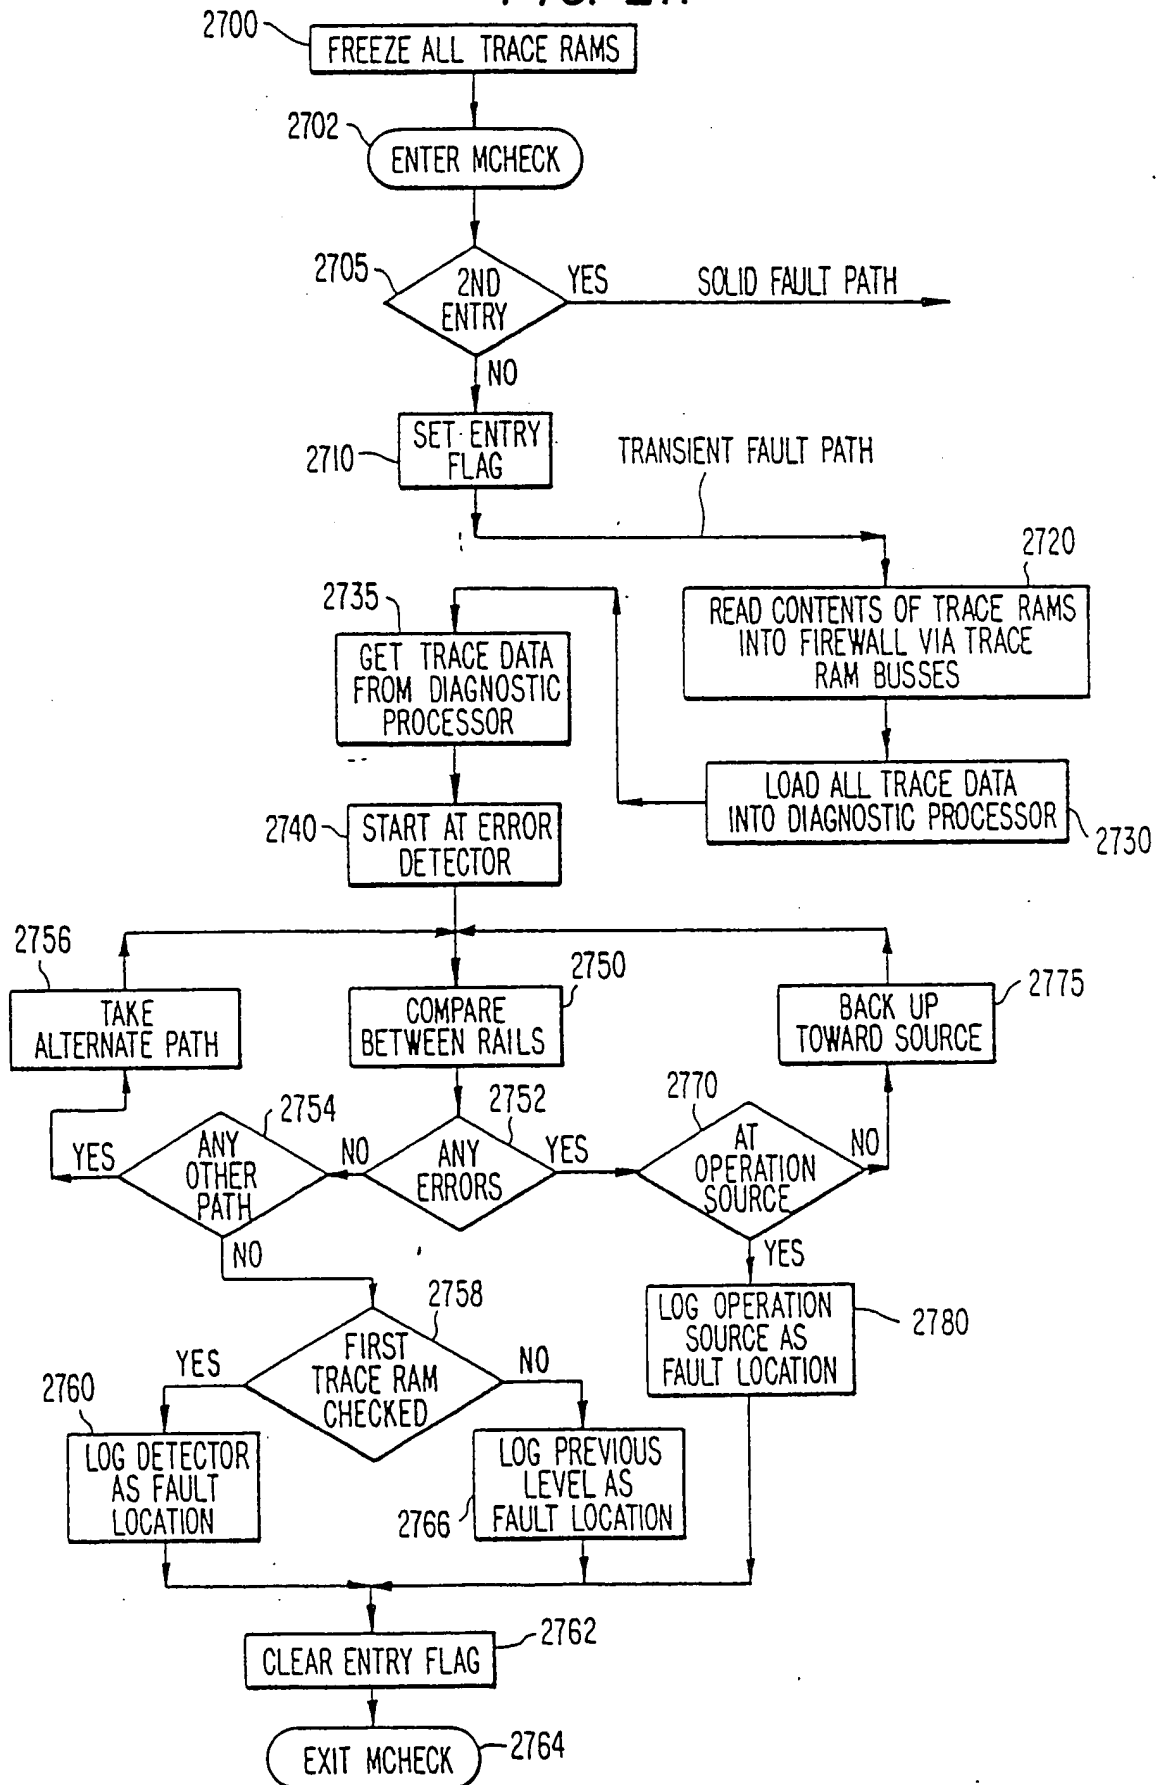 2700
FREEZE ALL TRACE RAMS
2702
ENTER MCHECK
2705
2ND
ENTRY
YES
SOLID FAULT PATH
NO
2710
SET ENTRY
FLAG
TRANSIENT FAULT PATH
2720
READ CONTENTS OF TRACE RAMS
INTO FIREWALL VIA TRACE
RAM BUSSES
2735
GET TRACE DATA
FROM DIAGNOSTIC
PROCESSOR
LOAD ALL TRACE DATA
INTO DIAGNOSTIC PROCESSOR
2730
2740
START AT ERROR
DETECTOR
2756
TAKE
ALTERNATE PATH
2750
COMPARE
BETWEEN RAILS
2775
BACK UP
TOWARD SOURCE
2754
ANY
OTHER
PATH
YES
NO
2752
ANY
ERRORS
YES
2770
AT
OPERATION
SOURCE
NO
NO
YES
2758
FIRST
TRACE RAM
CHECKED
YES
NO
LOG OPERATION
SOURCE AS
FAULT LOCATION
2780
2760
LOG DETECTOR
AS FAULT
LOCATION
LOG PREVIOUS
LEVEL AS
FAULT LOCATION
2766
2762
CLEAR ENTRY FLAG
EXIT MCHECK
2764